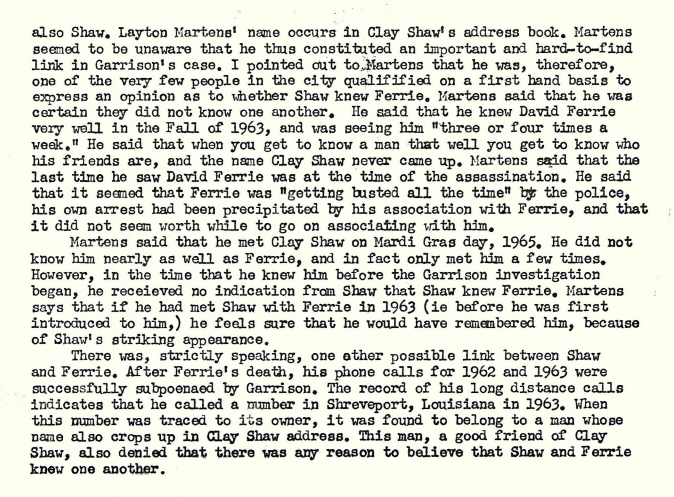 also Shaw. Layton Martens' name occurs in Clay Shaw's address book. Martens
seemed to be unaware that he thus constituted an important and hard-to-find
link in Garrison's case. I pointed out to Martens that he was, therefore,
one of the very few people in the city qualifified on a first hand basis to
express an opinion as to whether Shaw knew Ferrie. Martens said that he was
certain they did not know one another.  He said that he knew David Ferrie
very well in the Fall of 1963, and was seeing him "three or four times a
week." He said that when you get to know a man that well you get to know who
his friends are, and the name Clay Shaw never came up. Martens said that the
last time he saw David Ferrie was at the time of the assassination. He said
that it seemed that Ferrie was "getting busted all the time" by the police,
his own arrest had been precipitated by his association with Ferrie, and that
it did not seem worth while to go on associating with him.
Martens said that he met Clay Shaw on Mardi Gras day, 1965. He did not
know him nearly as well as Ferrie, and in fact only met him a few times.
However, in the time that he knew him before the Garrison investigation
began, he receieved no indication from Shaw that Shaw knew Ferrie. Martens
says that if he had met Shaw with Ferrie in 1963 (ie before he was first
introduced to him,) he feels sure that he would have remembered him, because
of Shaw's striking appearance.
There was, strictly speaking, one other possible link between Shaw
and Ferrie. After Ferrie's death, his phone calls for 1962 and 1963 were
successfully subpoenaed by Garrison. The record of his long distance calls
indicates that he called a number in Shreveport, Louisiana in 1963. When
this number was traced to its owner, it was found to belong to a man whose
name also crops up in Clay Shaw address. This man, a good friend of Clay
Shaw, also denied that there was any reason to believe that Shaw and Ferrie
knew one another.